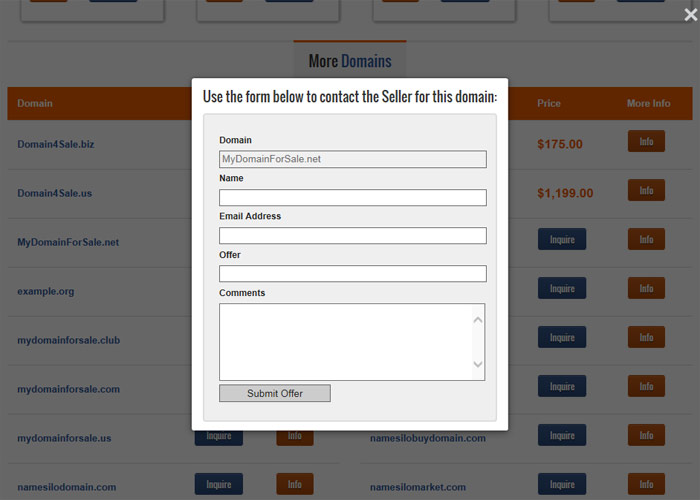 More Domains
Use the form below to contact the Seller for this domain:
Domain
MyDomainForSale.net
Name
Email Address
Offer
Comments
Submit Offer
Domain Price More Info
Domain4Sale.biz $175.00 Info
Domain4Sale.us $1,199.00 Info
MyDomainForSale.net Inquire Info
example.org Inquire Info
mydomainforsale.club Inquire Info
mydomainforsale.com Inquire Info
mydomainforsale.us Inquire Info namesilobuydomain.com Inquire Info
namesilodomain.com Inquire Info namesilomarket.com Inquire Info